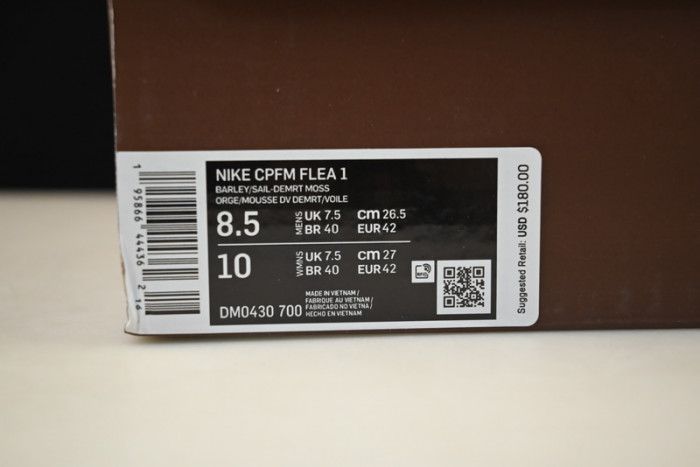 NIKE CPFM FLEA 1
BARLEY/SAIL-DEMRT MOSS
ORGE/MOUSSE DV DEMRT/VOILE
8.5 MENS UK 7.5 cm 26.5
BR 40 EUR 42
10 WMNS UK 7.5 cm 27
BR 40 EUR 42
DM0430 700
MADE IN VIETNAM /
FABRIQUE AU VIETNAM /
FABRICADO NO VIETNÃ /
HECHO EN VIETNAM
RFID
1 95866 44436 2 14
Suggested Retail: USD $180.00